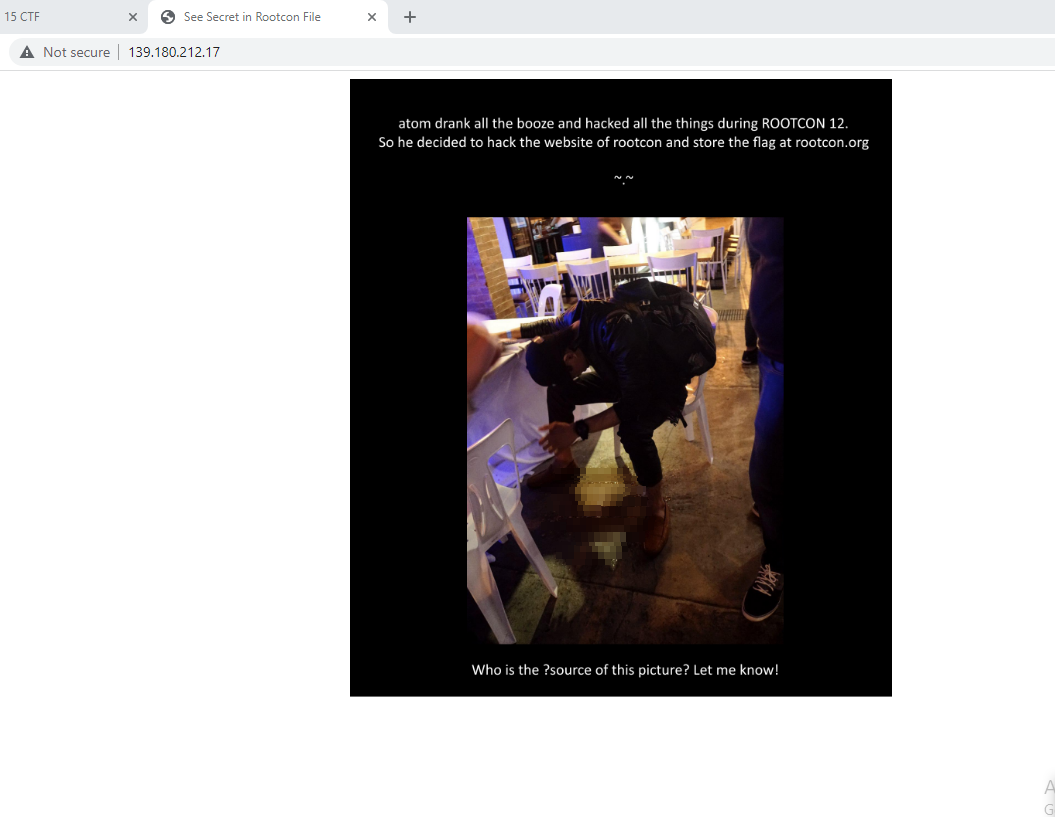 15 CTF
See Secret in Rootcon File
Not secure
139.180.212.17
atom drank all the booze and hacked all the things during ROOTCON 12.
So he decided to hack the website of rootcon and store the flag at rootcon.org
~.~
Who is the ?source of this picture? Let me know!
A
G